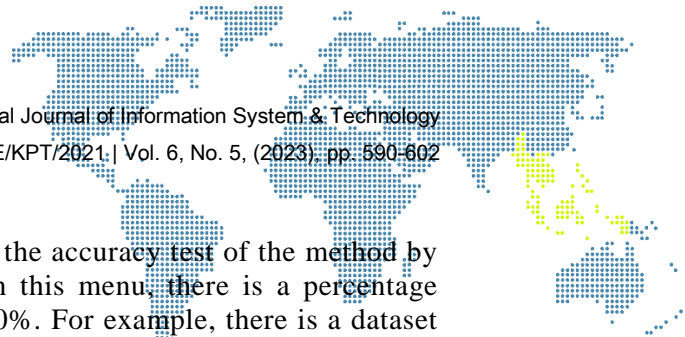 al Journal of Information System & Technology
E/KPT/2021 | Vol. 6, No. 5, (2023), pp. 590-602
the accuracy test of the method by
this menu, there is a percentage
0%. For example, there is a dataset